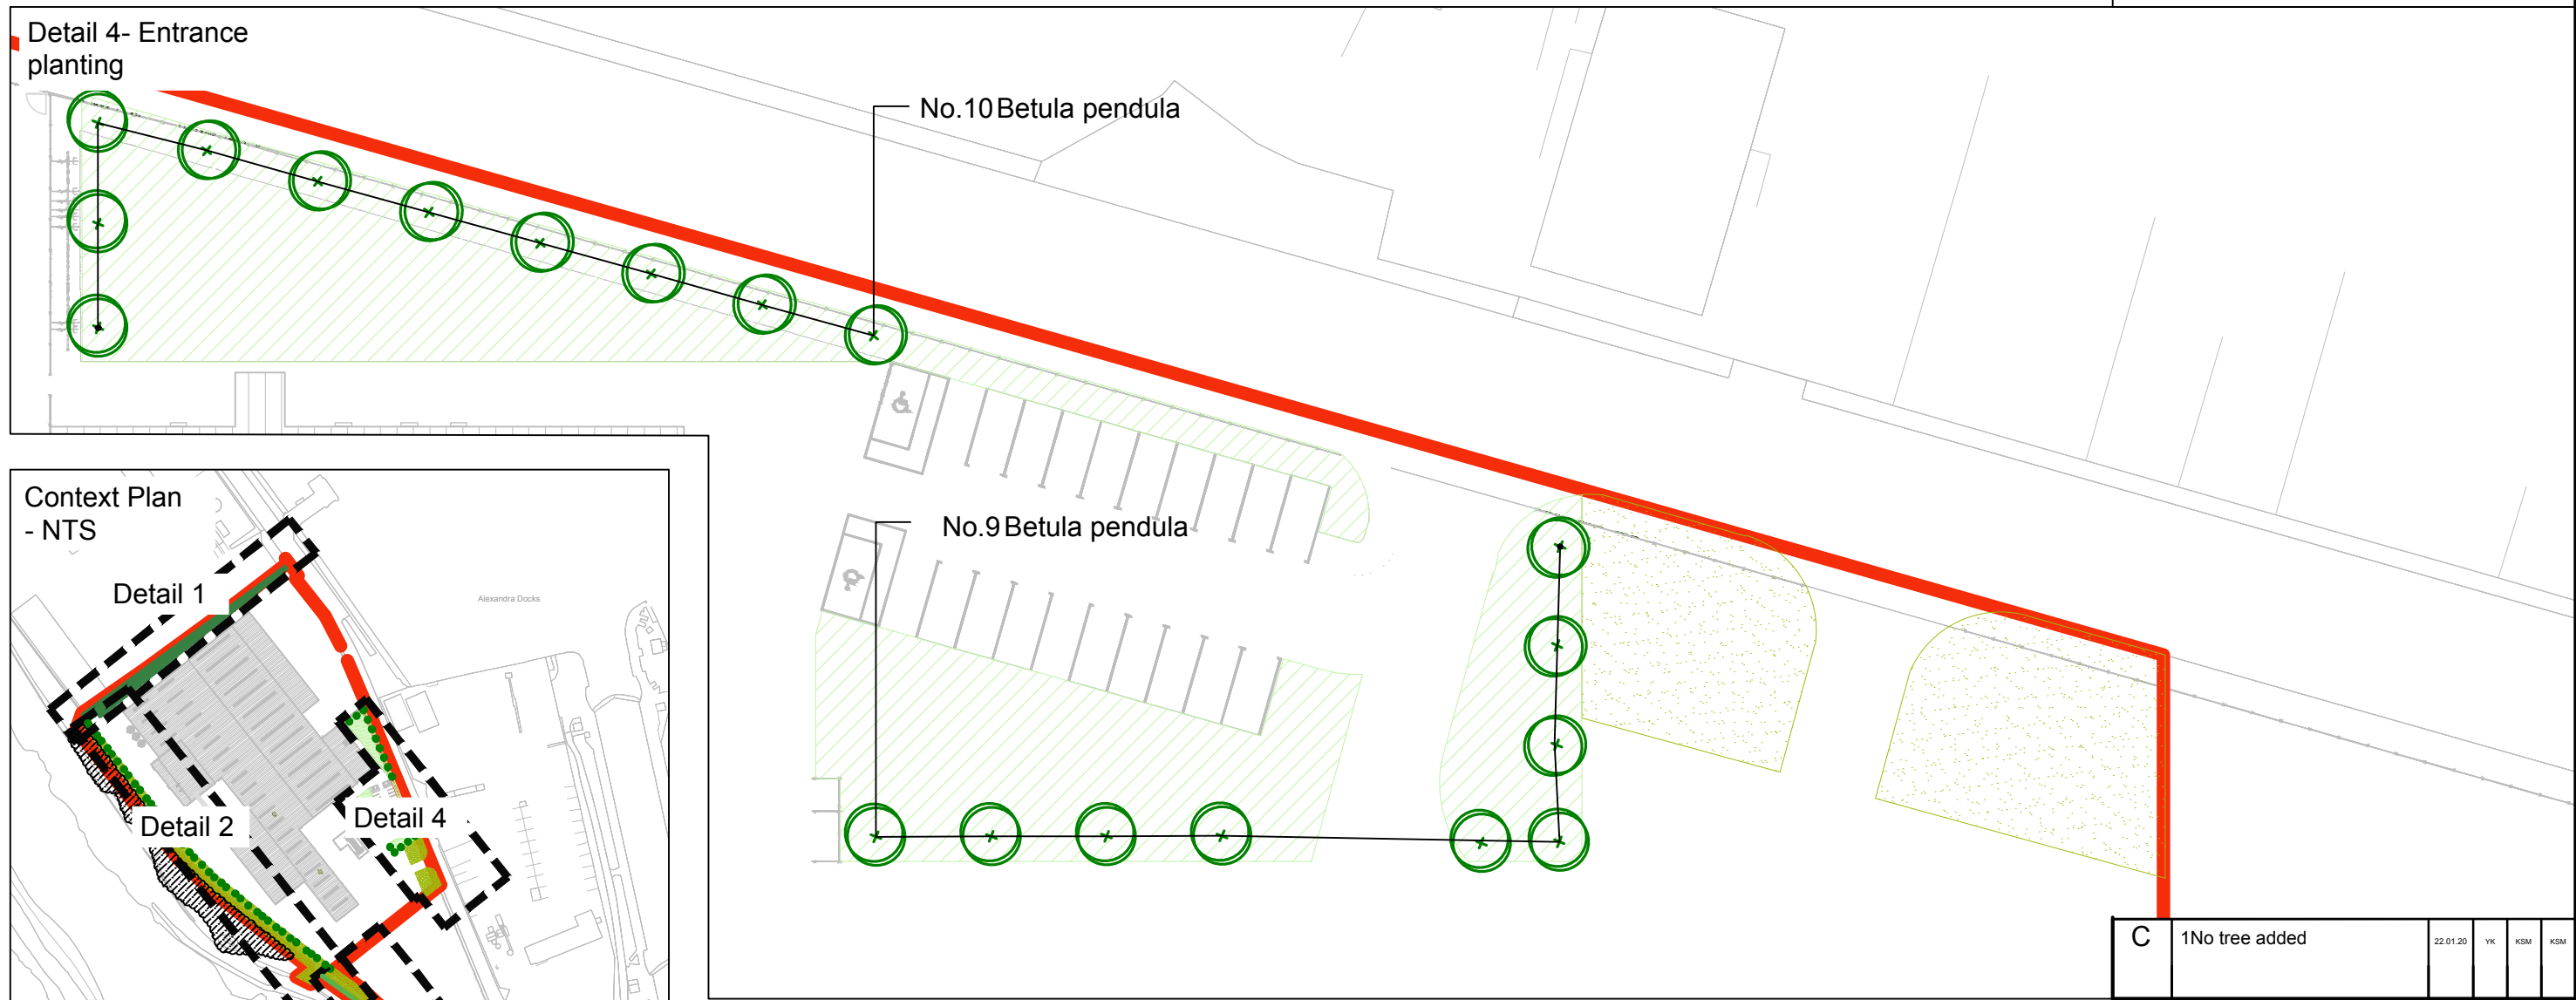 Detail 4- Entrance
planting
No.10 Betula pendula
No.9 Betula pendula
Context Plan
- NTS
Detail 1
Alexandra Docks
Detail 2
Detail 4
C 1No tree added 22.01.20 YK KSM KSM